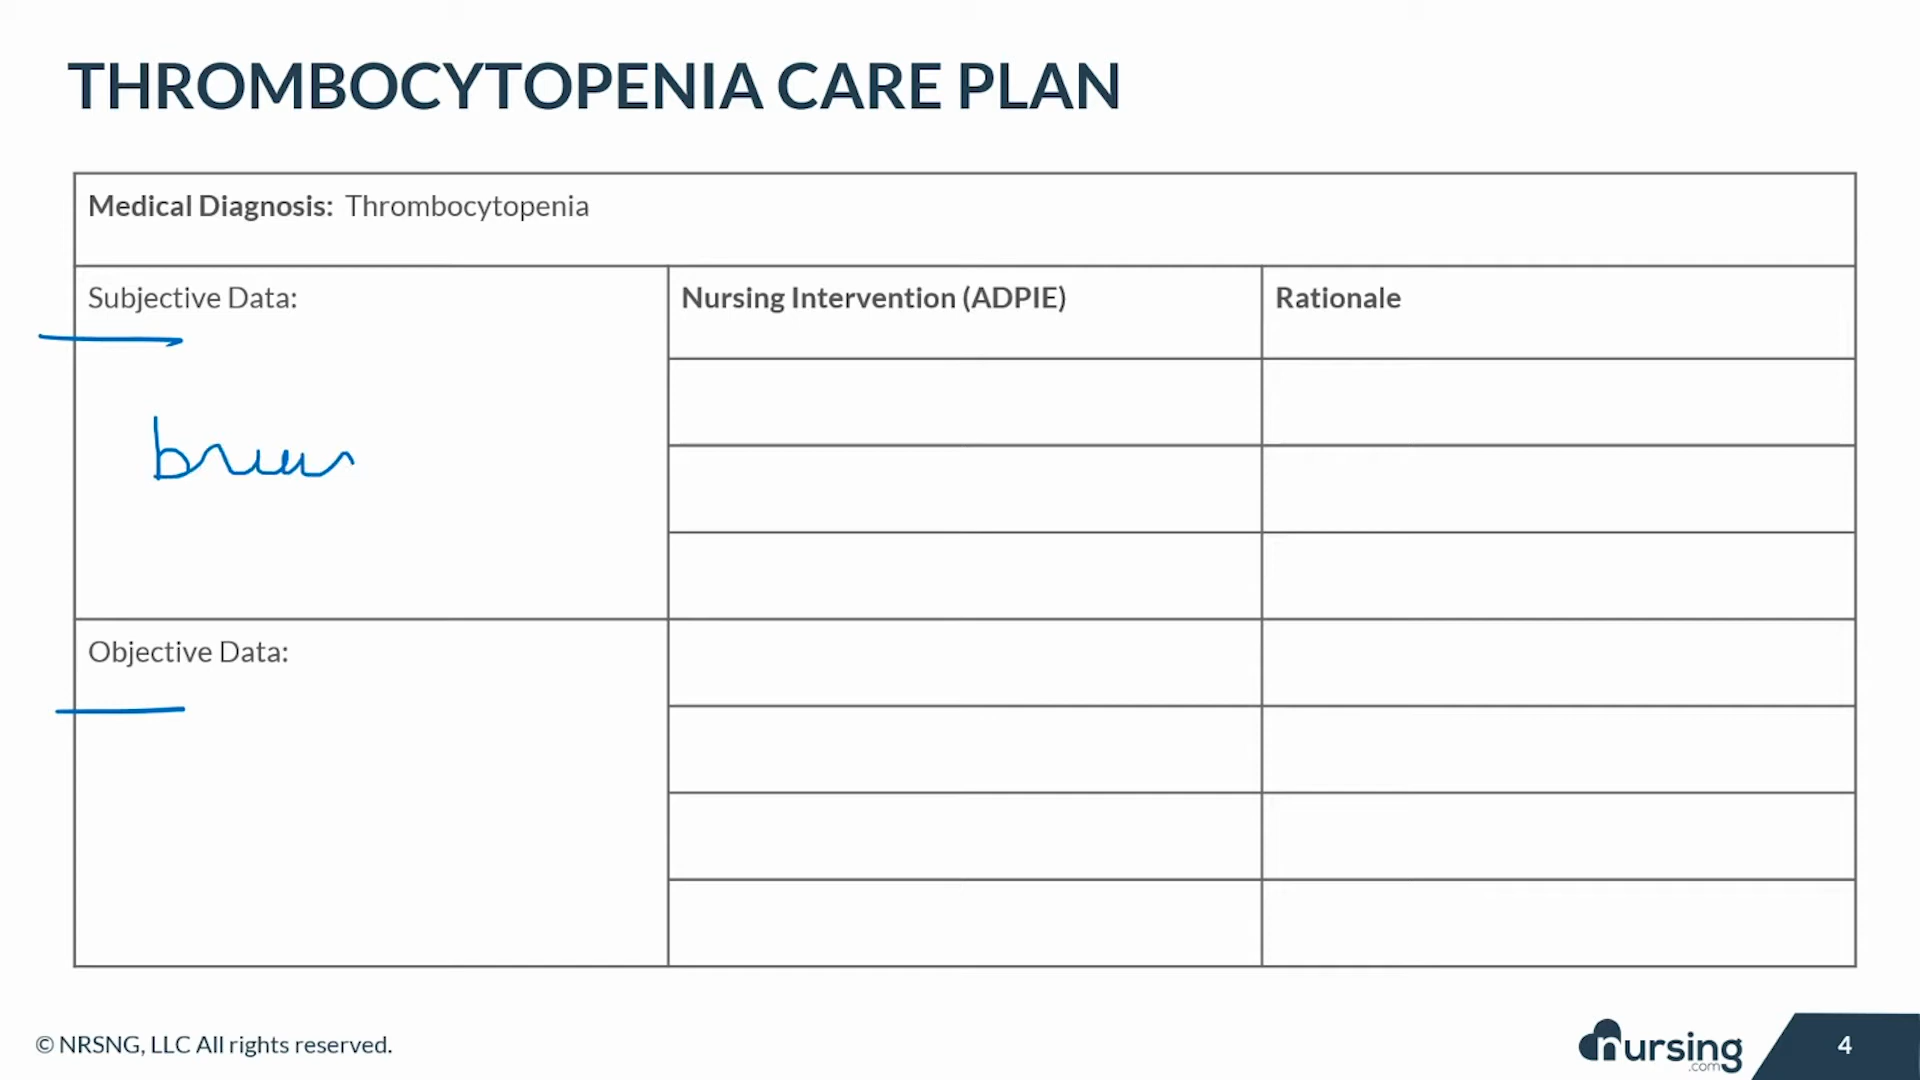 THROMBOCYTOPENIA CARE PLAN
Medical Diagnosis: Thrombocytopenia
Subjective Data:
Nursing Intervention (ADPIE)
Rationale
Objective Data:
© NRSNG, LLC All rights reserved.
nursing
.com
4